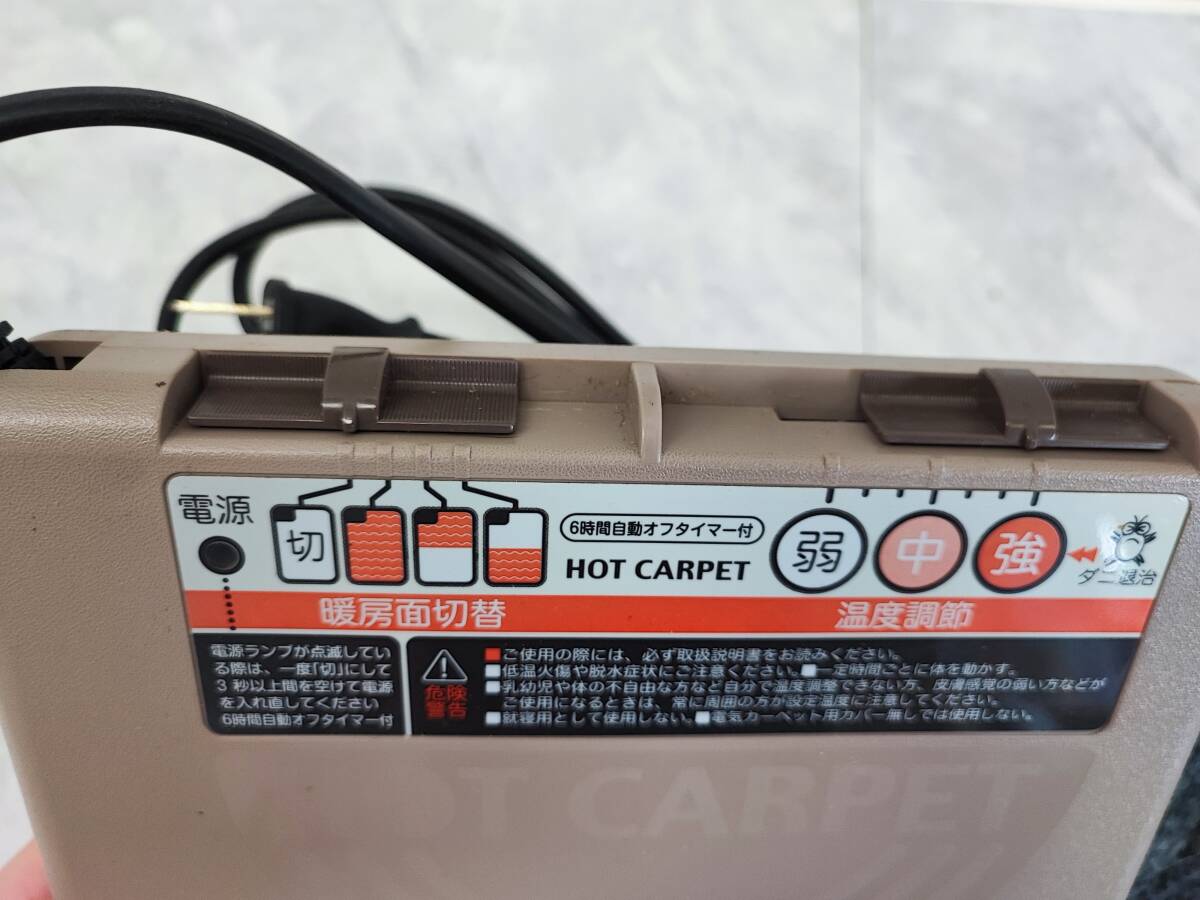 電源
切
6時間自動オフタイマー付
HOT CARPET
弱 中 強
ダニ退治
暖房面切替
温度調節
電源ランプが点滅してい
る際は、一度「切」にして
3秒以上間を空けて電源
を入れ直してください
6時間自動オフタイマー付
危険
警告
■ご使用の際には、必ず取扱説明書をお読みください。
■低温火傷や脱水症状にご注意ください。■一定時間ごとに体を動かす。
■乳幼児や体の不自由な方など自分で温度調整できない方、皮膚感覚の弱い方などが
ご使用になるときは、常に周囲の方が設定温度に注意してください。
■就寝用として使用しない。■電気カーペット用カバー無しでは使用しない。
HOT CARPET